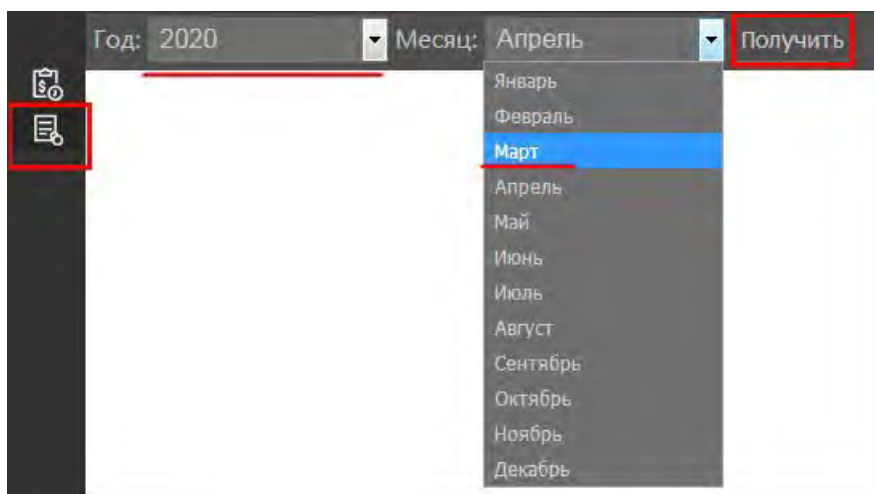 Год: 2020 Месяц: Апрель Получить
Январь
Февраль
Март
Апрель
Май
Июнь
Июль
Август
Сентябрь
Октябрь
Ноябрь
Декабрь